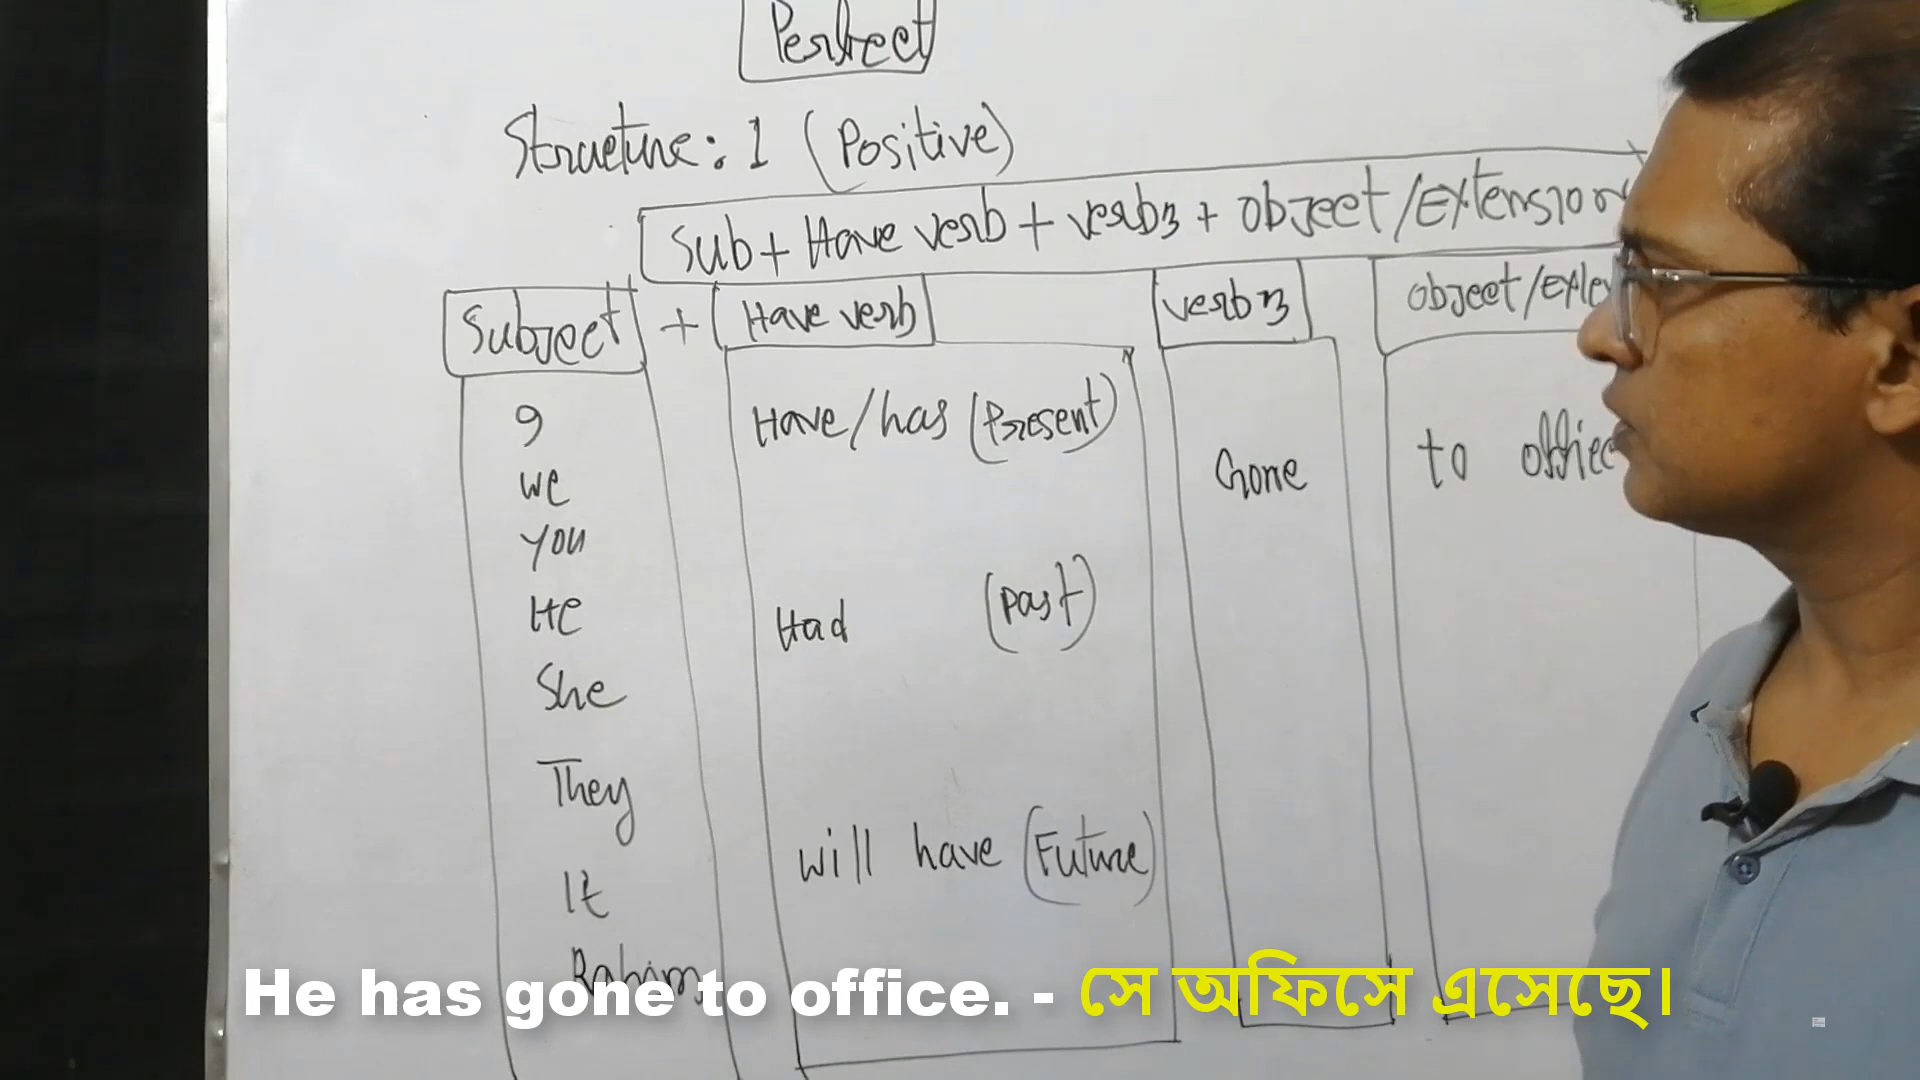 Perfect
Structure: 1 (Positive)
Sub + Have verb + verb3 + object/Extension
Subject + Have verb verb3 object/Exte
I Have/has (Present) Gone to office
We
You
He Had (past)
She
They
It will have (Future)
Rahim
He has gone to office. - সে অফিসে এসেছে।